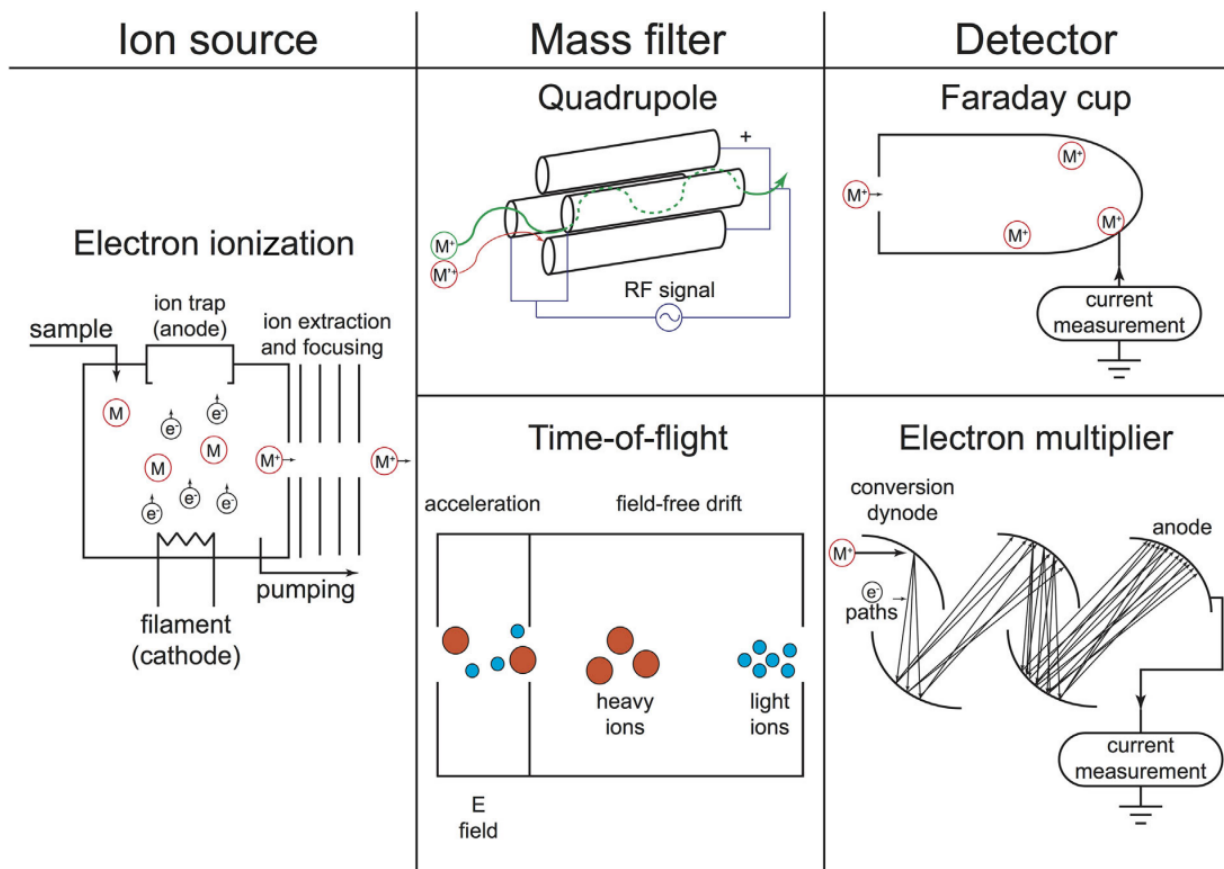 Ion source
Mass filter
Detector
Electron ionization
sample
ion trap
(anode)
ion extraction
and focusing
M
e-
e-
M
M
M+
M+
e-
e-
e-
pumping
filament
(cathode)
Quadrupole
+
M+
M'+
RF signal
Time-of-flight
acceleration
field-free drift
heavy
ions
light
ions
E
field
Faraday cup
M+
M+
M+
M+
current
measurement
Electron multiplier
conversion
dynode
anode
M+
e-
paths
current
measurement